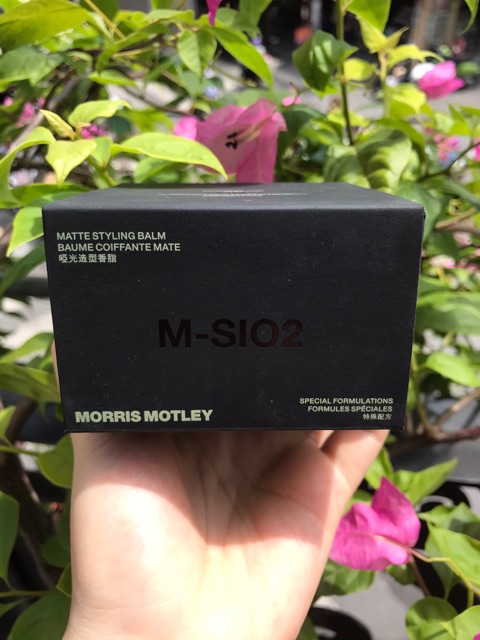 MATTE STYLING BALM
BAUME COIFFANTE MATE
啞光造型香脂
M-SIO2
MORRIS MOTLEY
SPECIAL FORMULATIONS
FORMULES SPÉCIALES
特殊配方